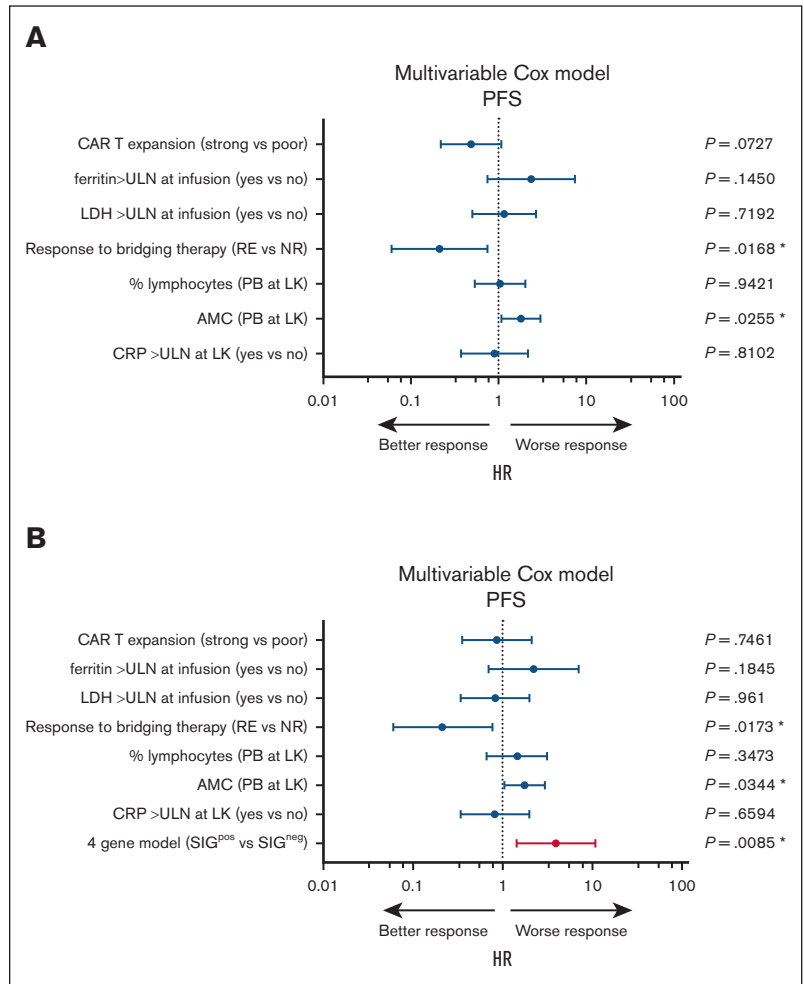 A
Multivariable Cox model
PFS
CAR T expansion (strong vs poor) P = .0727
ferritin>ULN at infusion (yes vs no) P = .1450
LDH >ULN at infusion (yes vs no) P = .7192
Response to bridging therapy (RE vs NR) P = .0168 *
% lymphocytes (PB at LK) P = .9421
AMC (PB at LK) P = .0255 *
CRP >ULN at LK (yes vs no) P = .8102
0.01 0.1 1 10 100
Better response Worse response
HR
B
Multivariable Cox model
PFS
CAR T expansion (strong vs poor) P = .7461
ferritin >ULN at infusion (yes vs no) P = .1845
LDH >ULN at infusion (yes vs no) P = .961
Response to bridging therapy (RE vs NR) P = .0173 *
% lymphocytes (PB at LK) P = .3473
AMC (PB at LK) P = .0344 *
CRP >ULN at LK (yes vs no) P = .6594
4 gene model (SIGpos vs SIGneg) P = .0085 *
0.01 0.1 1 10 100
Better response Worse response
HR